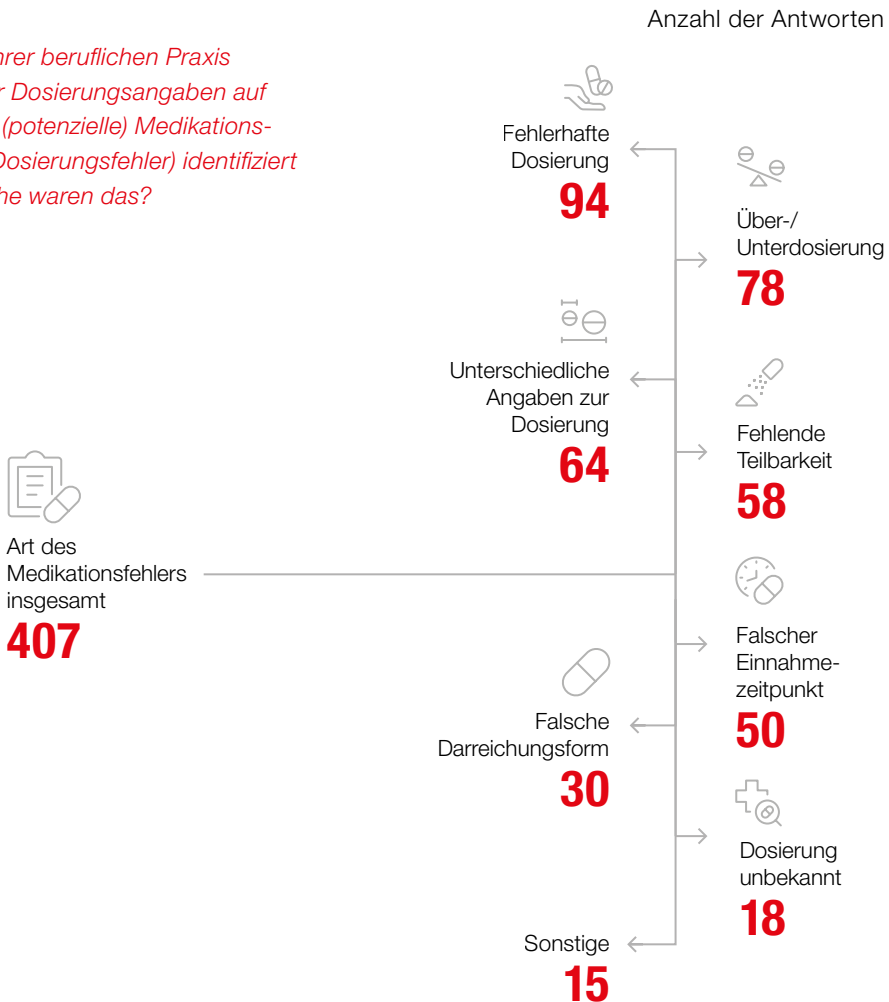 Anzahl der Antworten
hrer beruflichen Praxis
r Dosierungsangaben auf
(potenzielle) Medikations-
Dosierungsfehler) identifiziert
he waren das?
Fehlerhafte
Dosierung
94
Über-/
Unterdosierung
78
Unterschiedliche
Angaben zur
Dosierung
64
Fehlende
Teilbarkeit
58
Art des
Medikationsfehlers
insgesamt
407
Falscher
Einnahme-
zeitpunkt
50
Falsche
Darreichungsform
30
Dosierung
unbekannt
18
Sonstige
15